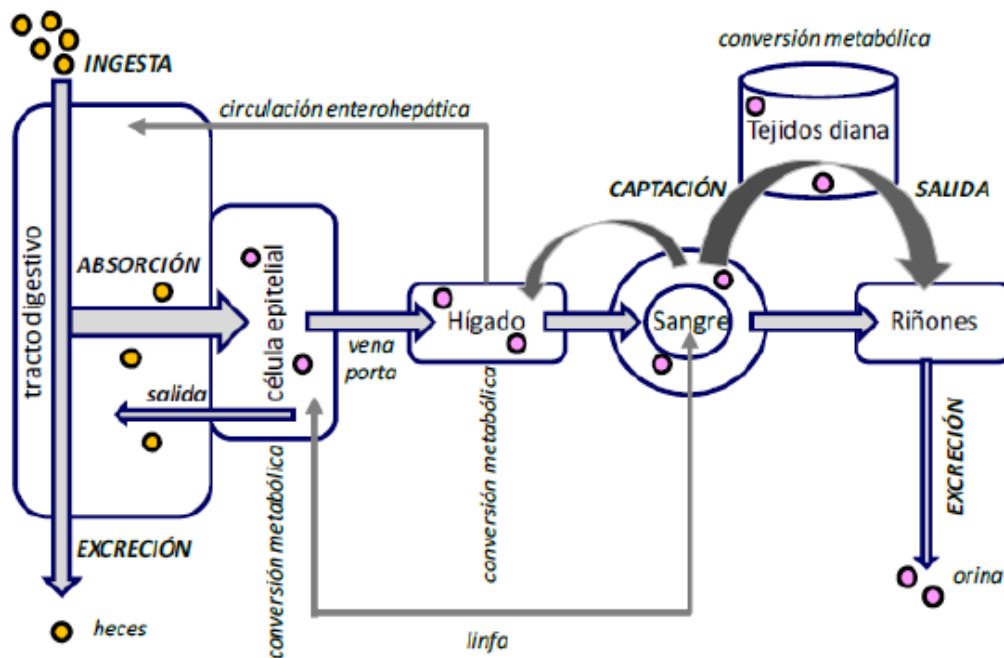 INGESTA
conversión metabólica
circulación enterohepática
Tejidos diana
CAPTACIÓN
SALIDA
tracto digestivo
ABSORCIÓN
célula epitelial
vena
porta
Hígado
Sangre
Riñones
salida
conversión metabólica
conversión metabólica
EXCRECIÓN
EXCRECIÓN
heces
linfa
orina